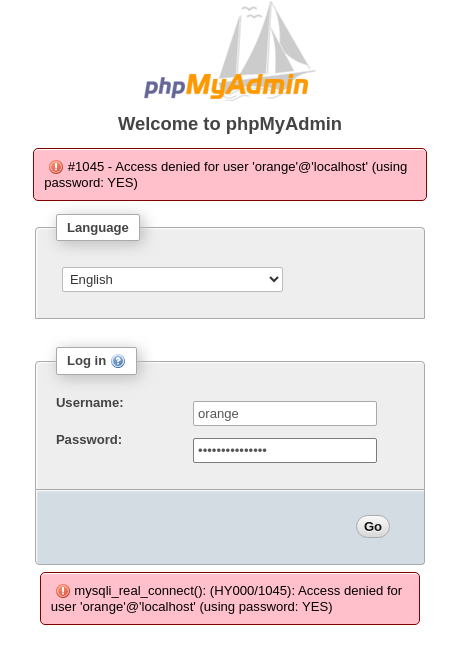 phpMyAdmin
Welcome to phpMyAdmin
#1045 - Access denied for user 'orange'@'localhost' (using
password: YES)
Language
English
Log in
Username:
orange
Password:
•••••••••••••••
Go
mysqli_real_connect(): (HY000/1045): Access denied for
user 'orange'@'localhost' (using password: YES)